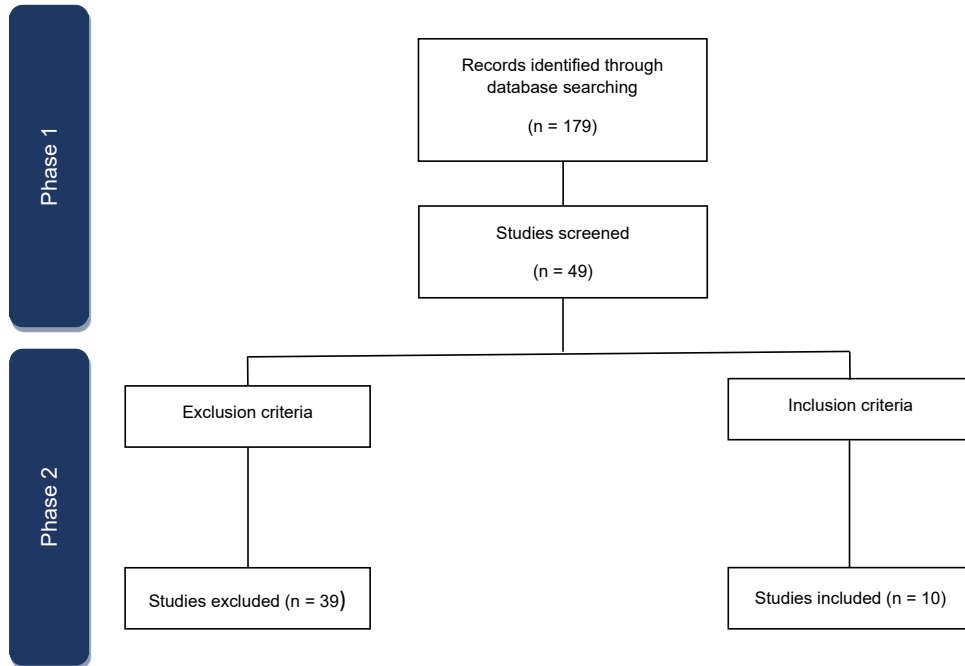 Phase 1
Records identified through
database searching
(n = 179)
Studies screened
(n = 49)
Phase 2
Exclusion criteria
Inclusion criteria
Studies excluded (n = 39)
Studies included (n = 10)